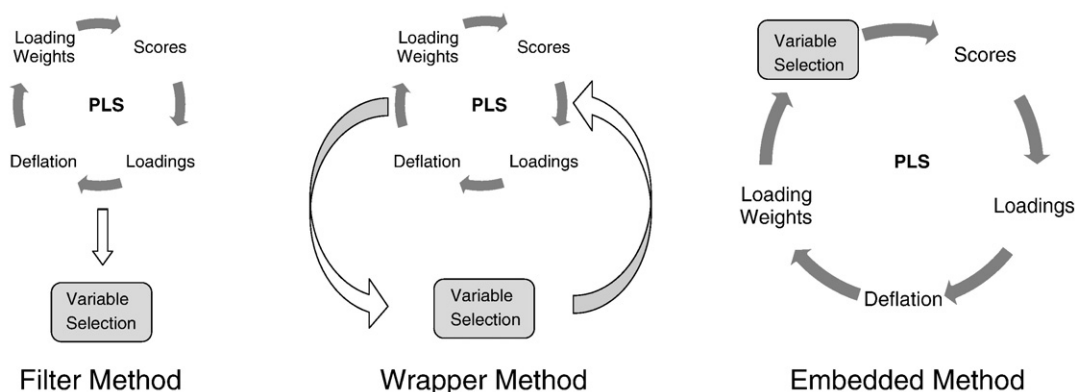 Loading
Weights
Scores
PLS
Deflation
Loadings
Variable
Selection
Filter Method
Loading
Weights
Scores
PLS
Deflation
Loadings
Variable
Selection
Wrapper Method
Variable
Selection
Scores
PLS
Loading
Weights
Loadings
Deflation
Embedded Method